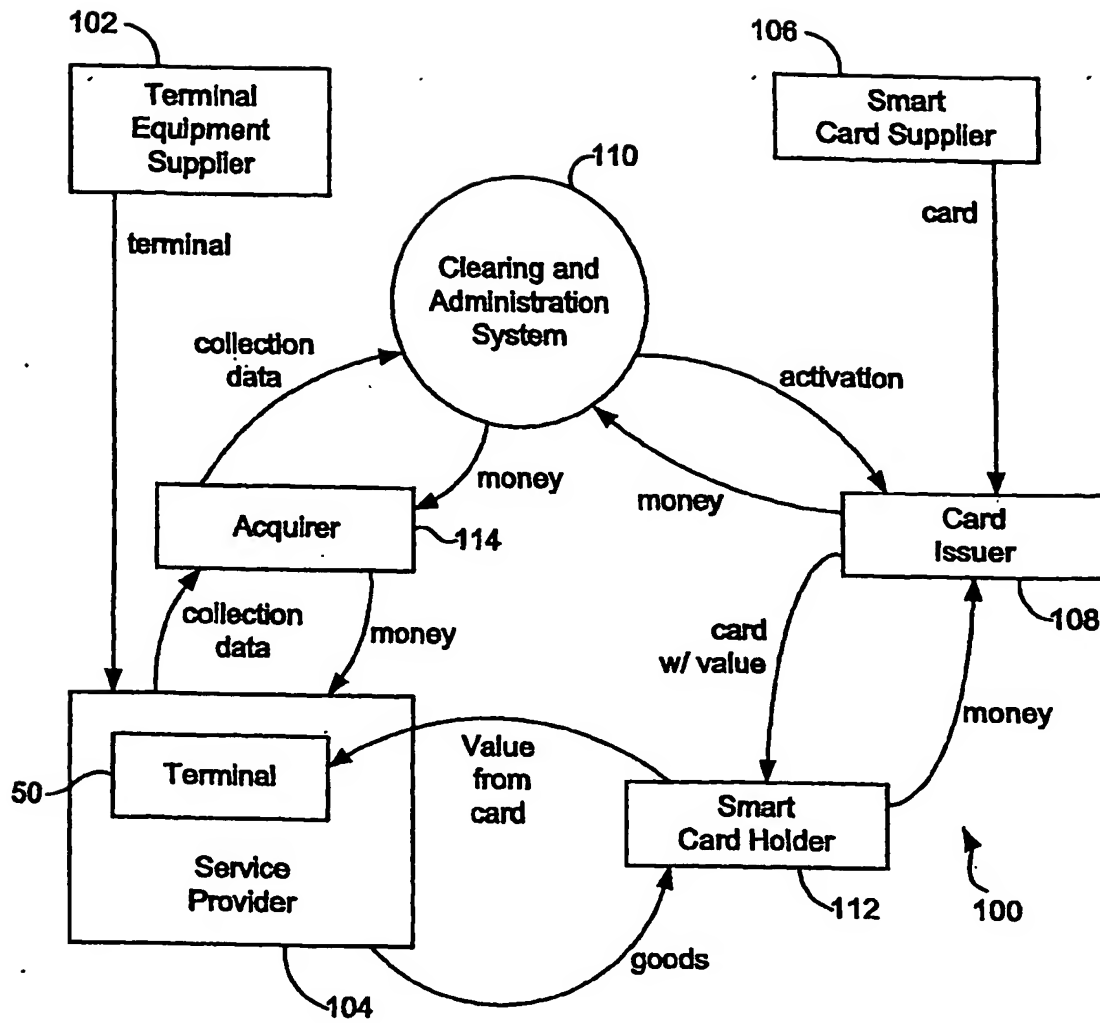 102
Terminal
Equipment
Supplier
106
Smart
Card Supplier
110
terminal
card
Clearing and
Administration
System
collection
data
activation
money
money
Acquirer
114
Card
Issuer
108
collection
data
money
card
w/ value
money
50
Terminal
Value
from
card
Smart
Card Holder
Service
Provider
112
100
goods
104